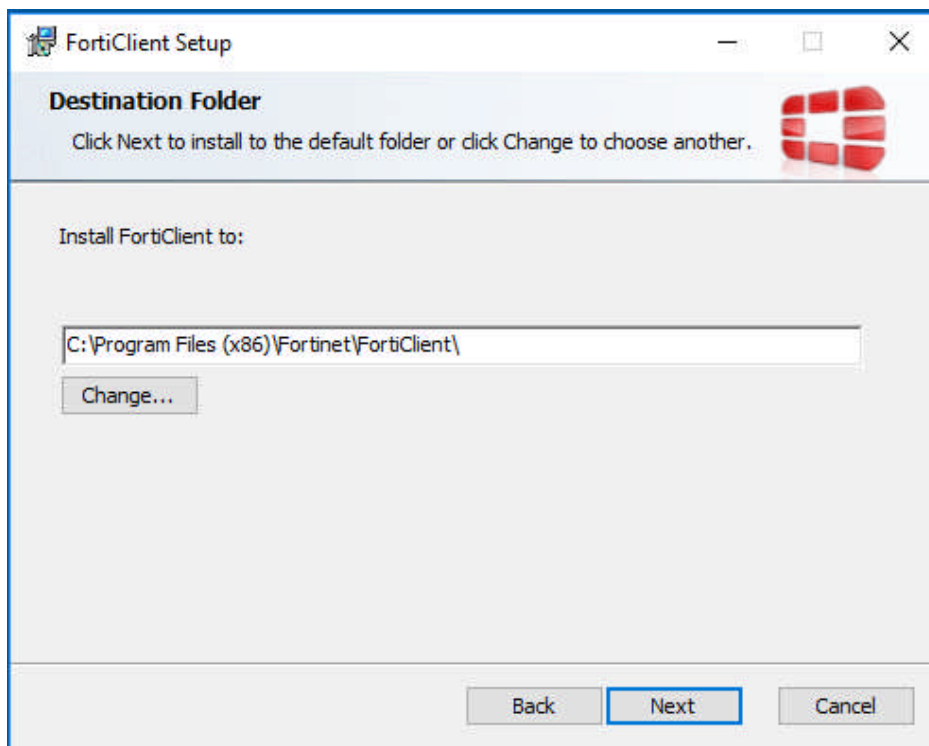 FortiClient Setup
Destination Folder
Click Next to install to the default folder or click Change to choose another.
Install FortiClient to:
C:\Program Files (x86)\Fortinet\FortiClient\
Change...
Back Next Cancel